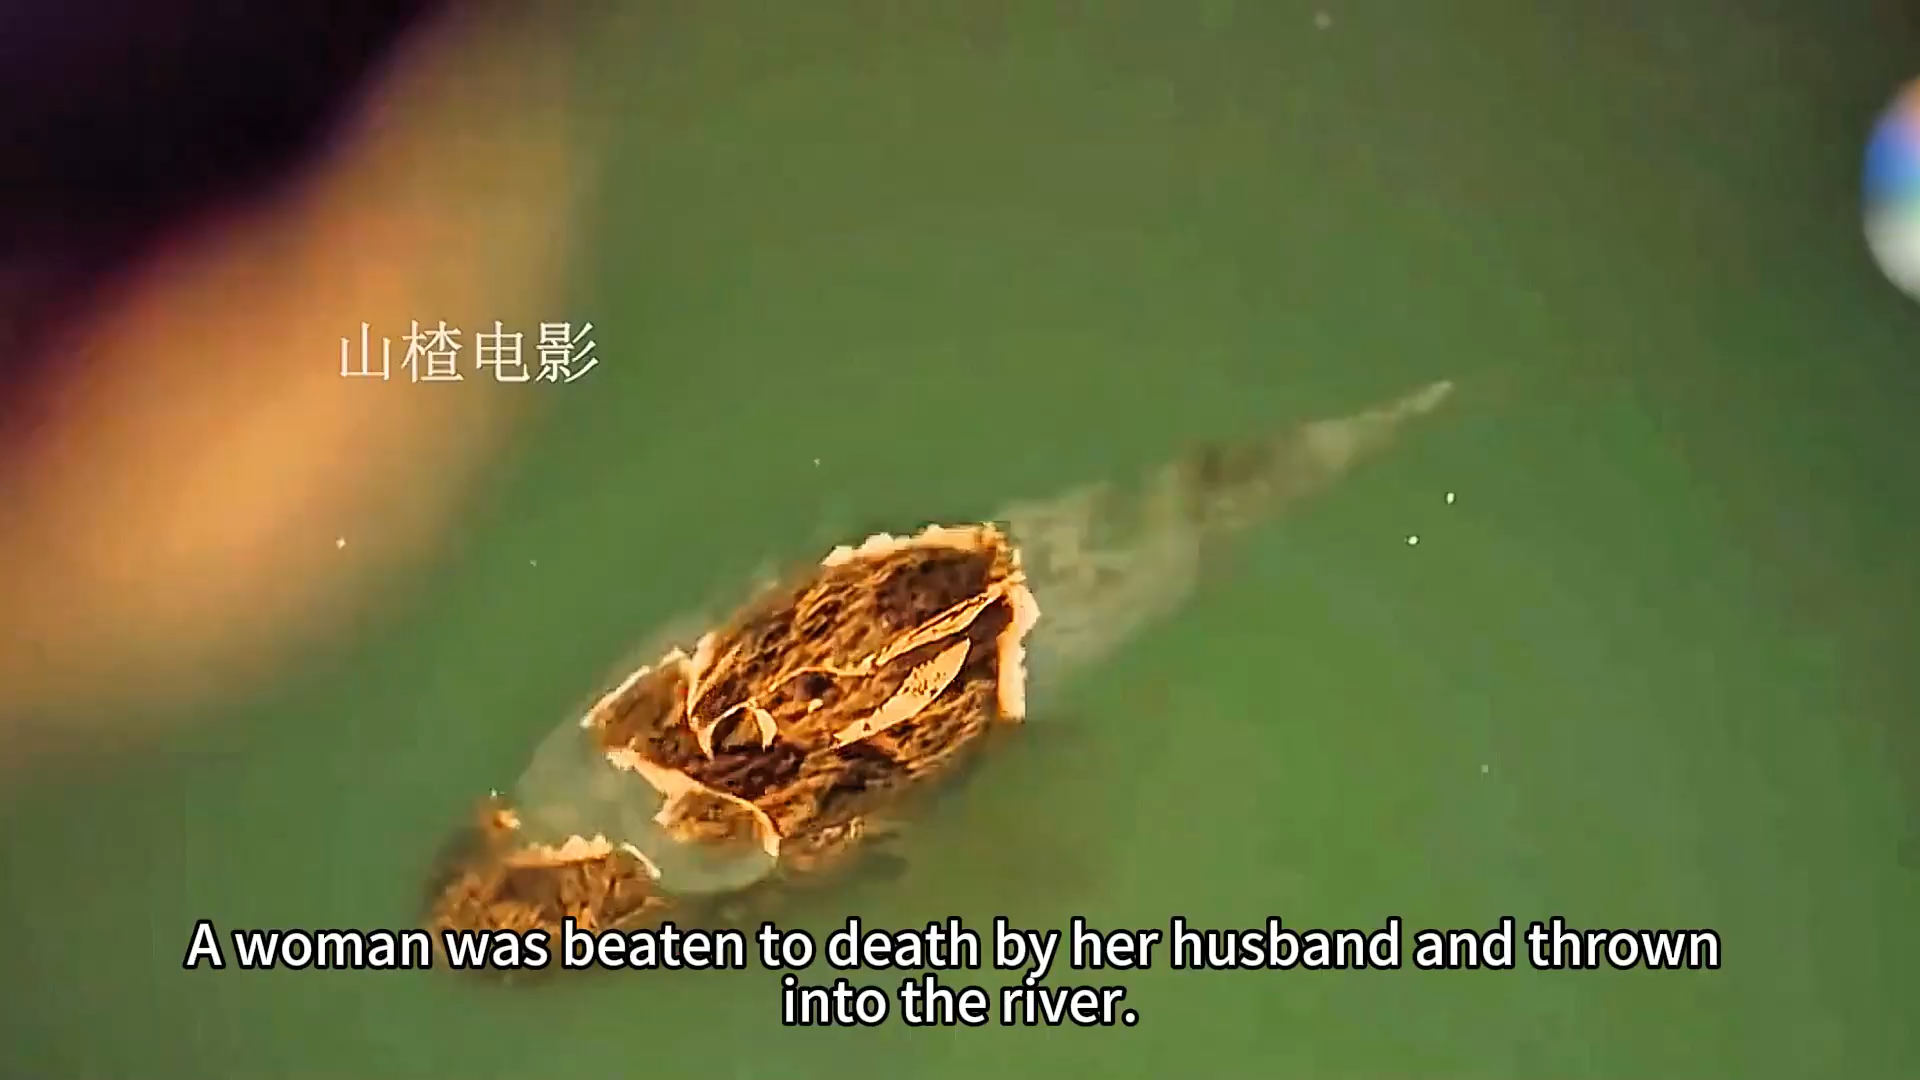 山楂电影
A woman was beaten to death by her husband and thrown
into the river.